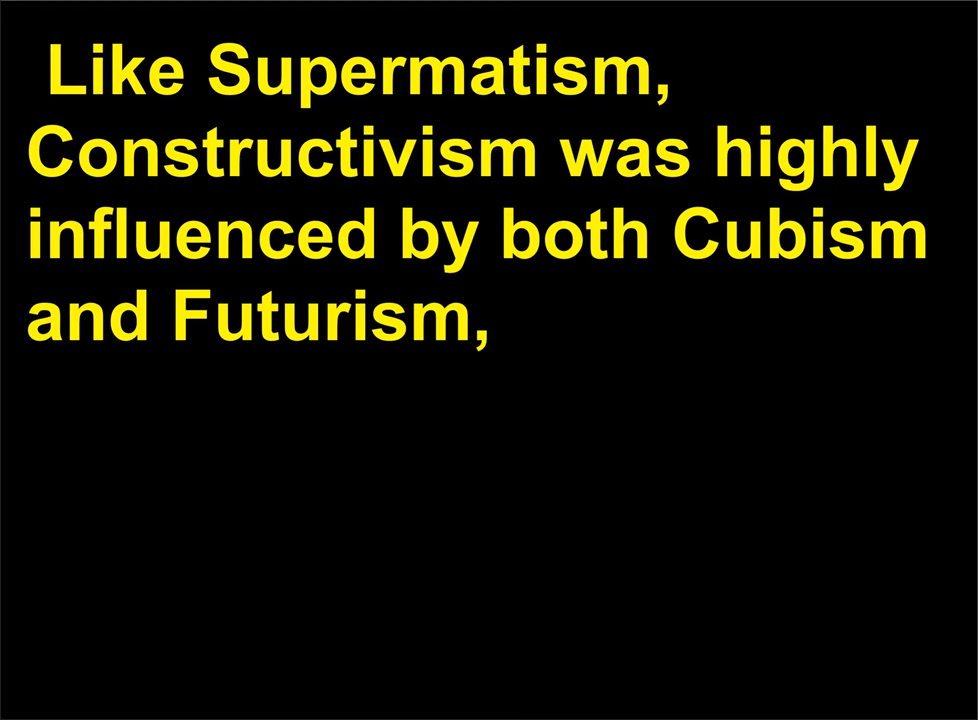 Like Supermatism,
Constructivism was highly
influenced by both Cubism
and Futurism,